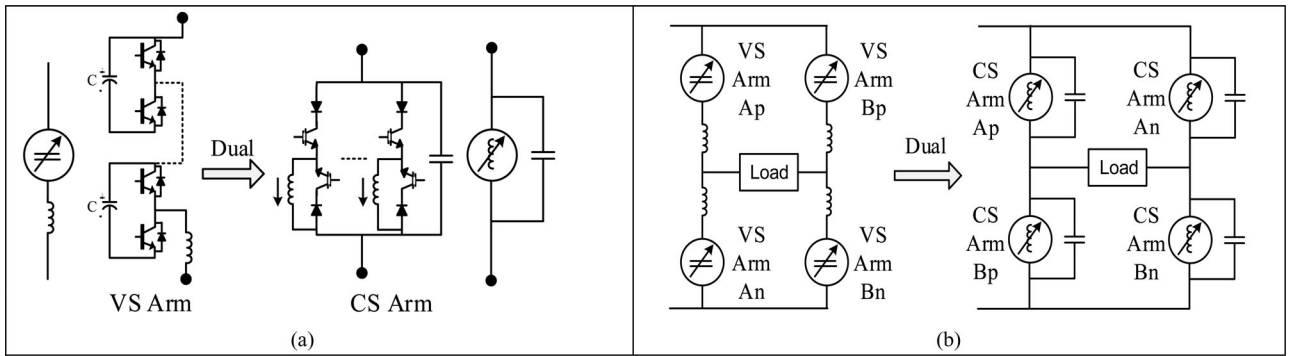 C
+
-
C
+
-
VS Arm
Dual
CS Arm
(a)
VS
Arm
Ap
VS
Arm
Bp
Load
VS
Arm
An
VS
Arm
Bn
Dual
CS
Arm
Ap
CS
Arm
An
Load
CS
Arm
Bp
CS
Arm
Bn
(b)